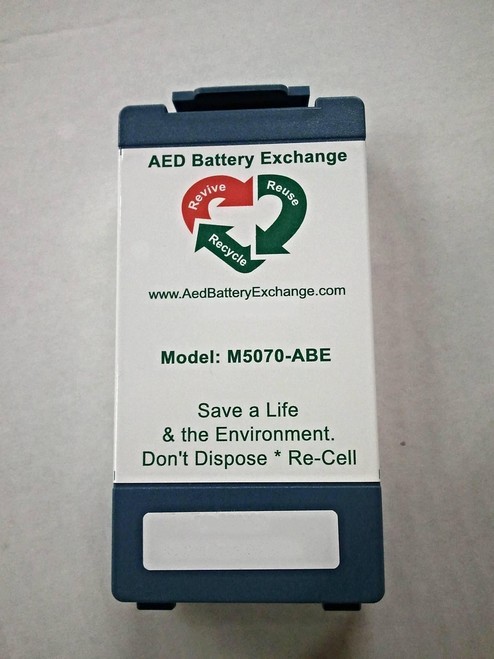 AED Battery Exchange
Revive
Reuse
Recycle
www.AedBatteryExchange.com
Model: M5070-ABE
Save a Life
& the Environment.
Don't Dispose * Re-Cell